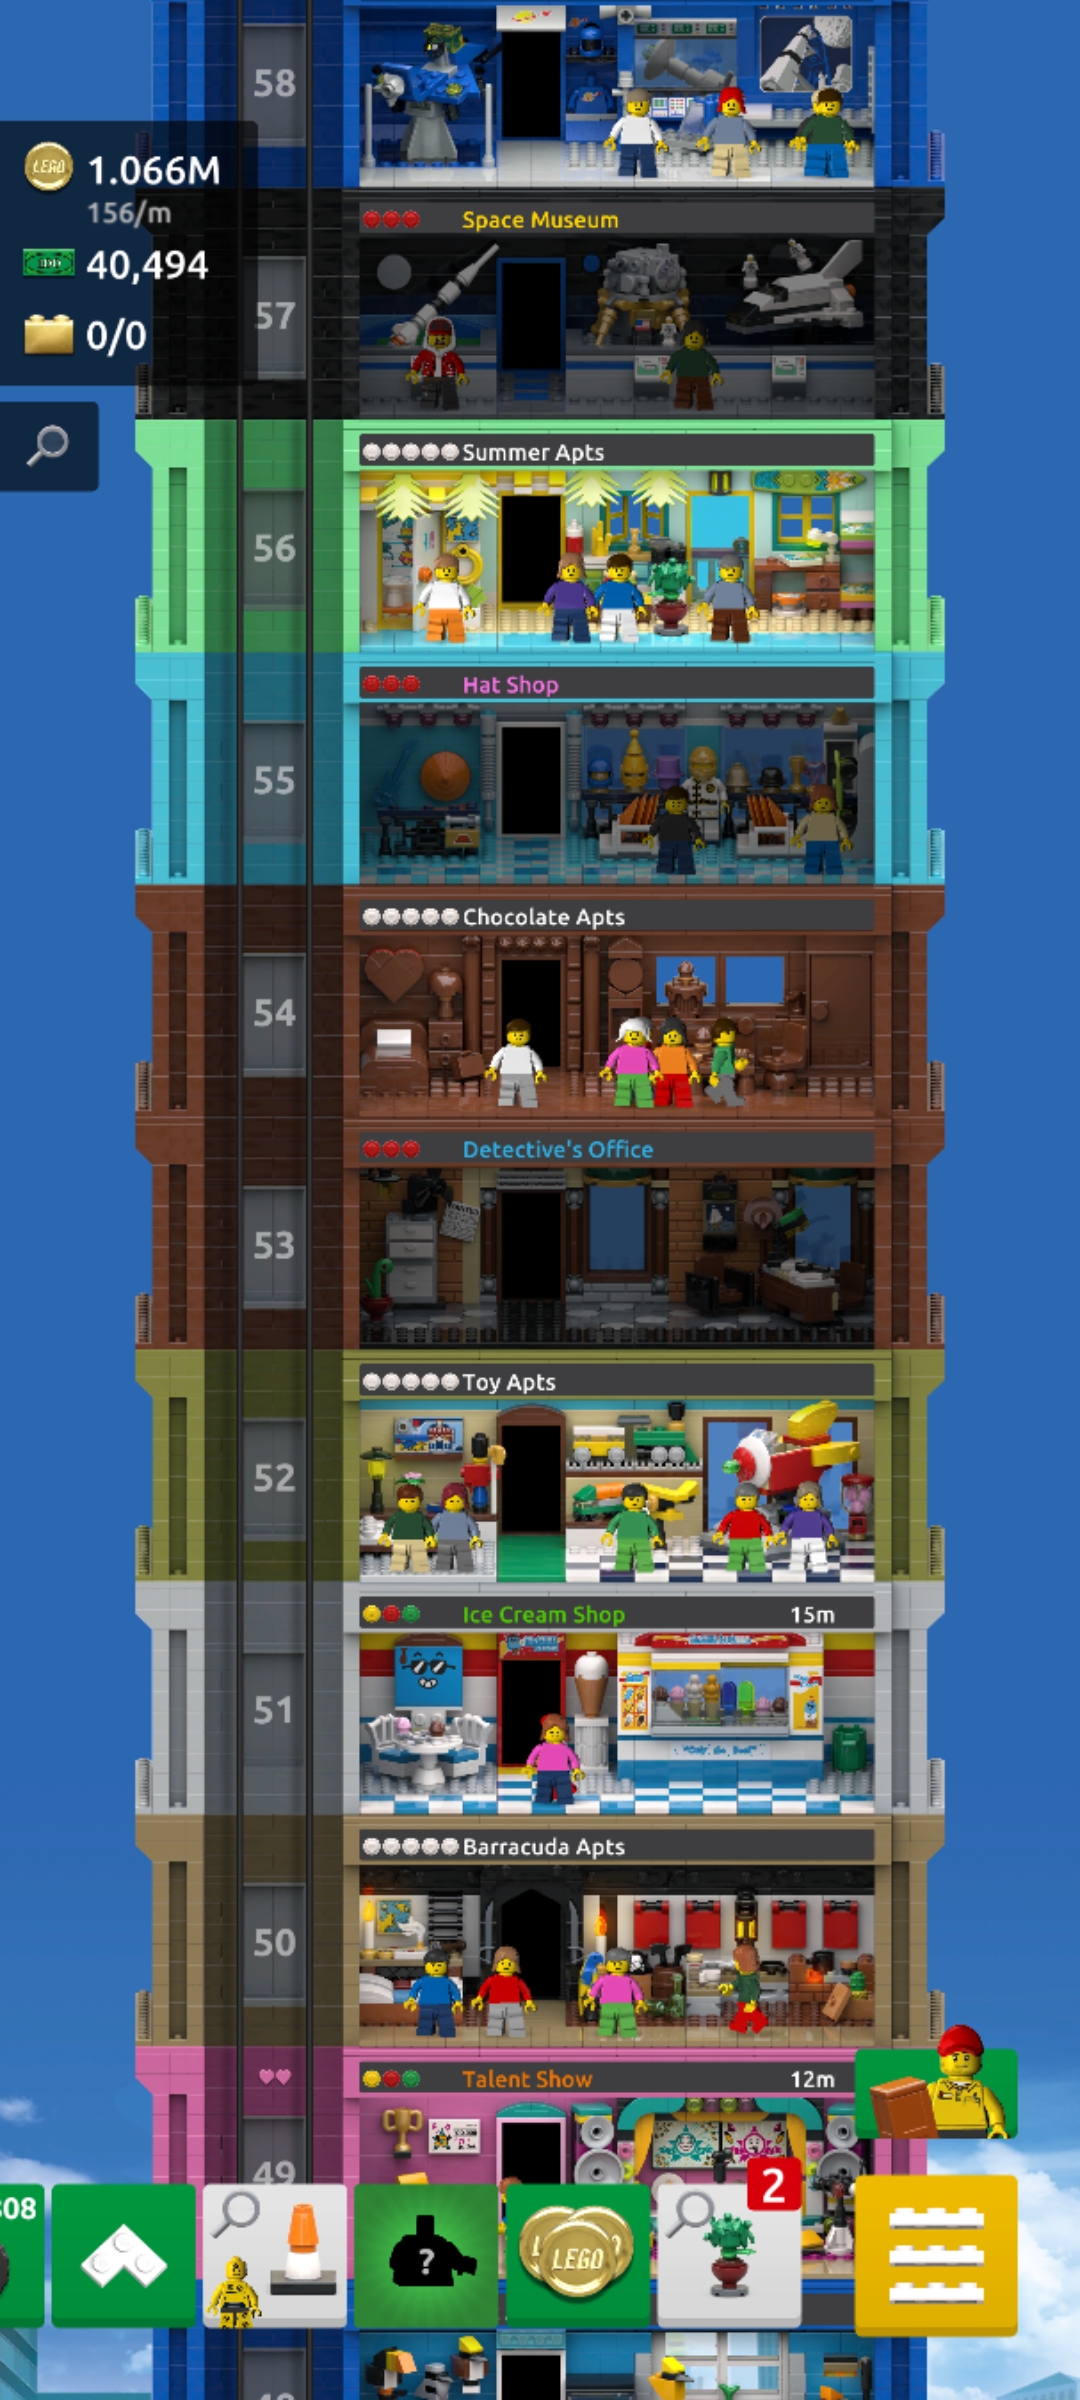 58
LEGO
1.066M
156/m
40,494
0/0
Space Museum
57
Summer Apts
56
Hat Shop
55
Chocolate Apts
54
Detective's Office
53
Toy Apts
52
Ice Cream Shop 15m
51
Barracuda Apts
50
Talent Show 12m
49
2
?
LEGO